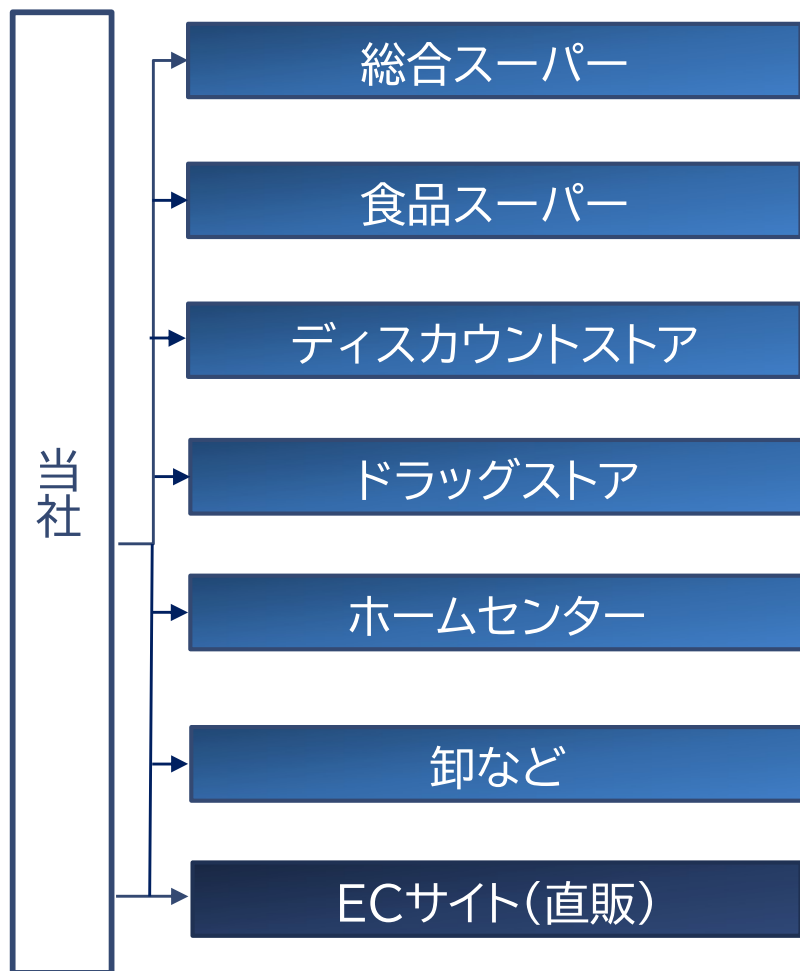 当社
総合スーパー
食品スーパー
ディスカウントストア
ドラッグストア
ホームセンター
卸など
ECサイト(直販)